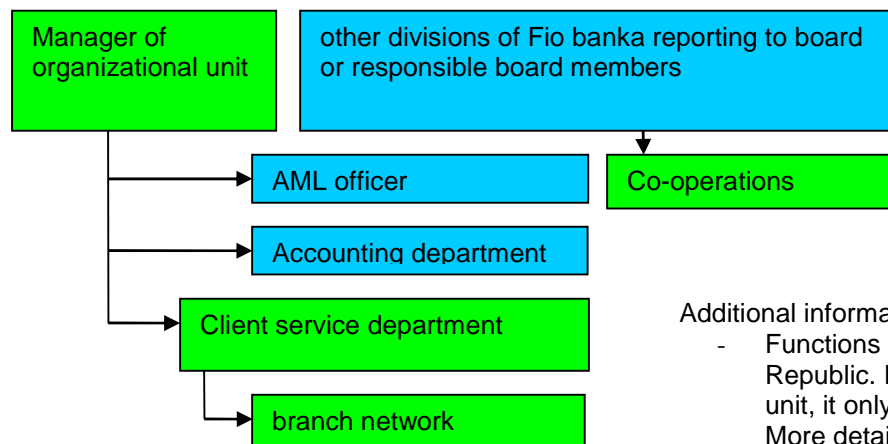 Manager of
organizational unit
other divisions of Fio banka reporting to board
or responsible board members
AML officer
Co-operations
Accounting department
Client service department
branch network
Additional informa
- Functions
Republic.
unit, it only
More detai